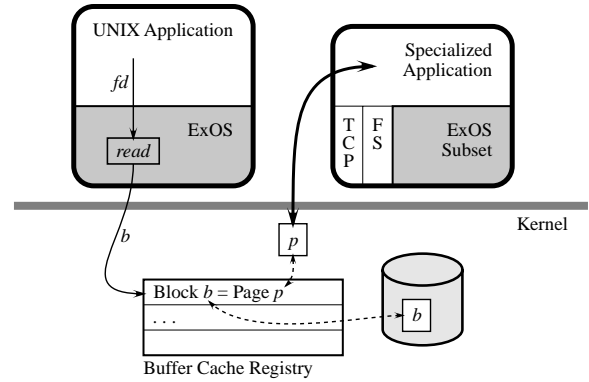 UNIX Application
fd
ExOS
read
Specialized
Application
T
C
P
F
S
ExOS
Subset
Kernel
b
p
Block b = Page p
. . .
b
Buffer Cache Registry